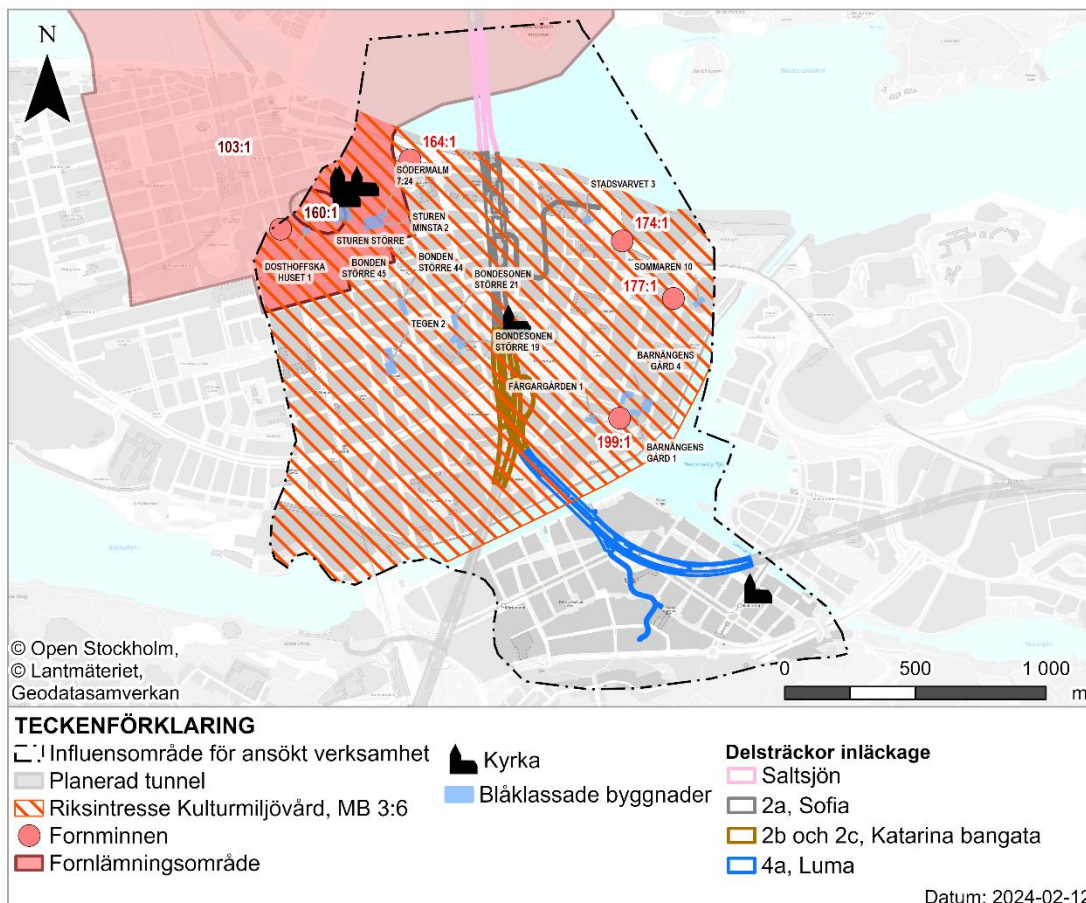 N
103:1
164:1
SÖDERMALM
7:24
STADSVARVET 3
160:1
STUREN
MINSTA 2
174:1
STUREN STÖRRE
DOSTHOFFSKA
HUSET 1
BONDEN
STÖRRE 45
BONDEN
STÖRRE 44
BONDESONEN
STÖRRE 21
SOMMAREN 10
177:1
TEGEN 2
BONDESONEN
STÖRRE 19
BARNÄNGENS
GÅRD 4
FÄRGARGÅRDEN 1
199:1
BARNÄNGENS
GÅRD 1
© Open Stockholm,
© Lantmäteriet,
Geodatasamverkan
0 500 1 000
m
TECKENFÖRKLARING
Influensområde för ansökt verksamhet
Planerad tunnel
Riksintresse Kulturmiljövård, MB 3:6
Fornminnen
Fornlämningsområde
Kyrka
Blåklassade byggnader
Delsträckor inläckage
Saltsjön
2a, Sofia
2b och 2c, Katarina bangata
4a, Luma
Datum: 2024-02-12